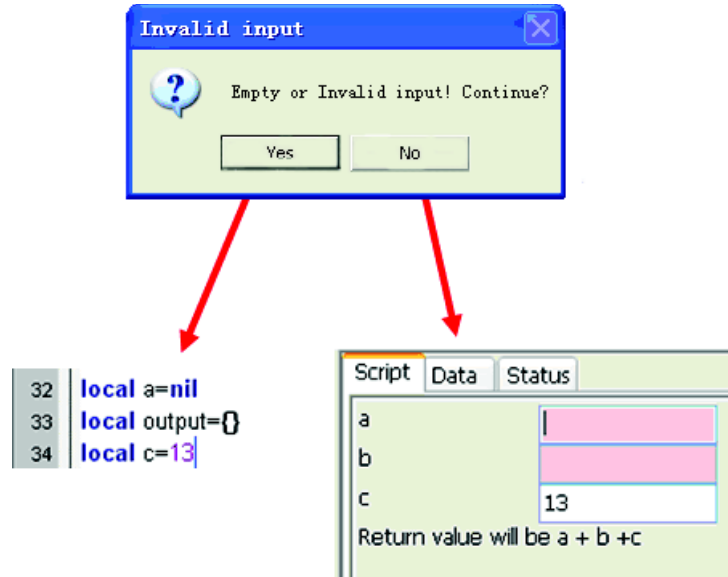 Invalid input
Empty or Invalid input! Continue?
Yes No
32 local a=nil
33 local output={}
34 local c=13
Script Data Status
a
b
c 13
Return value will be a + b +c